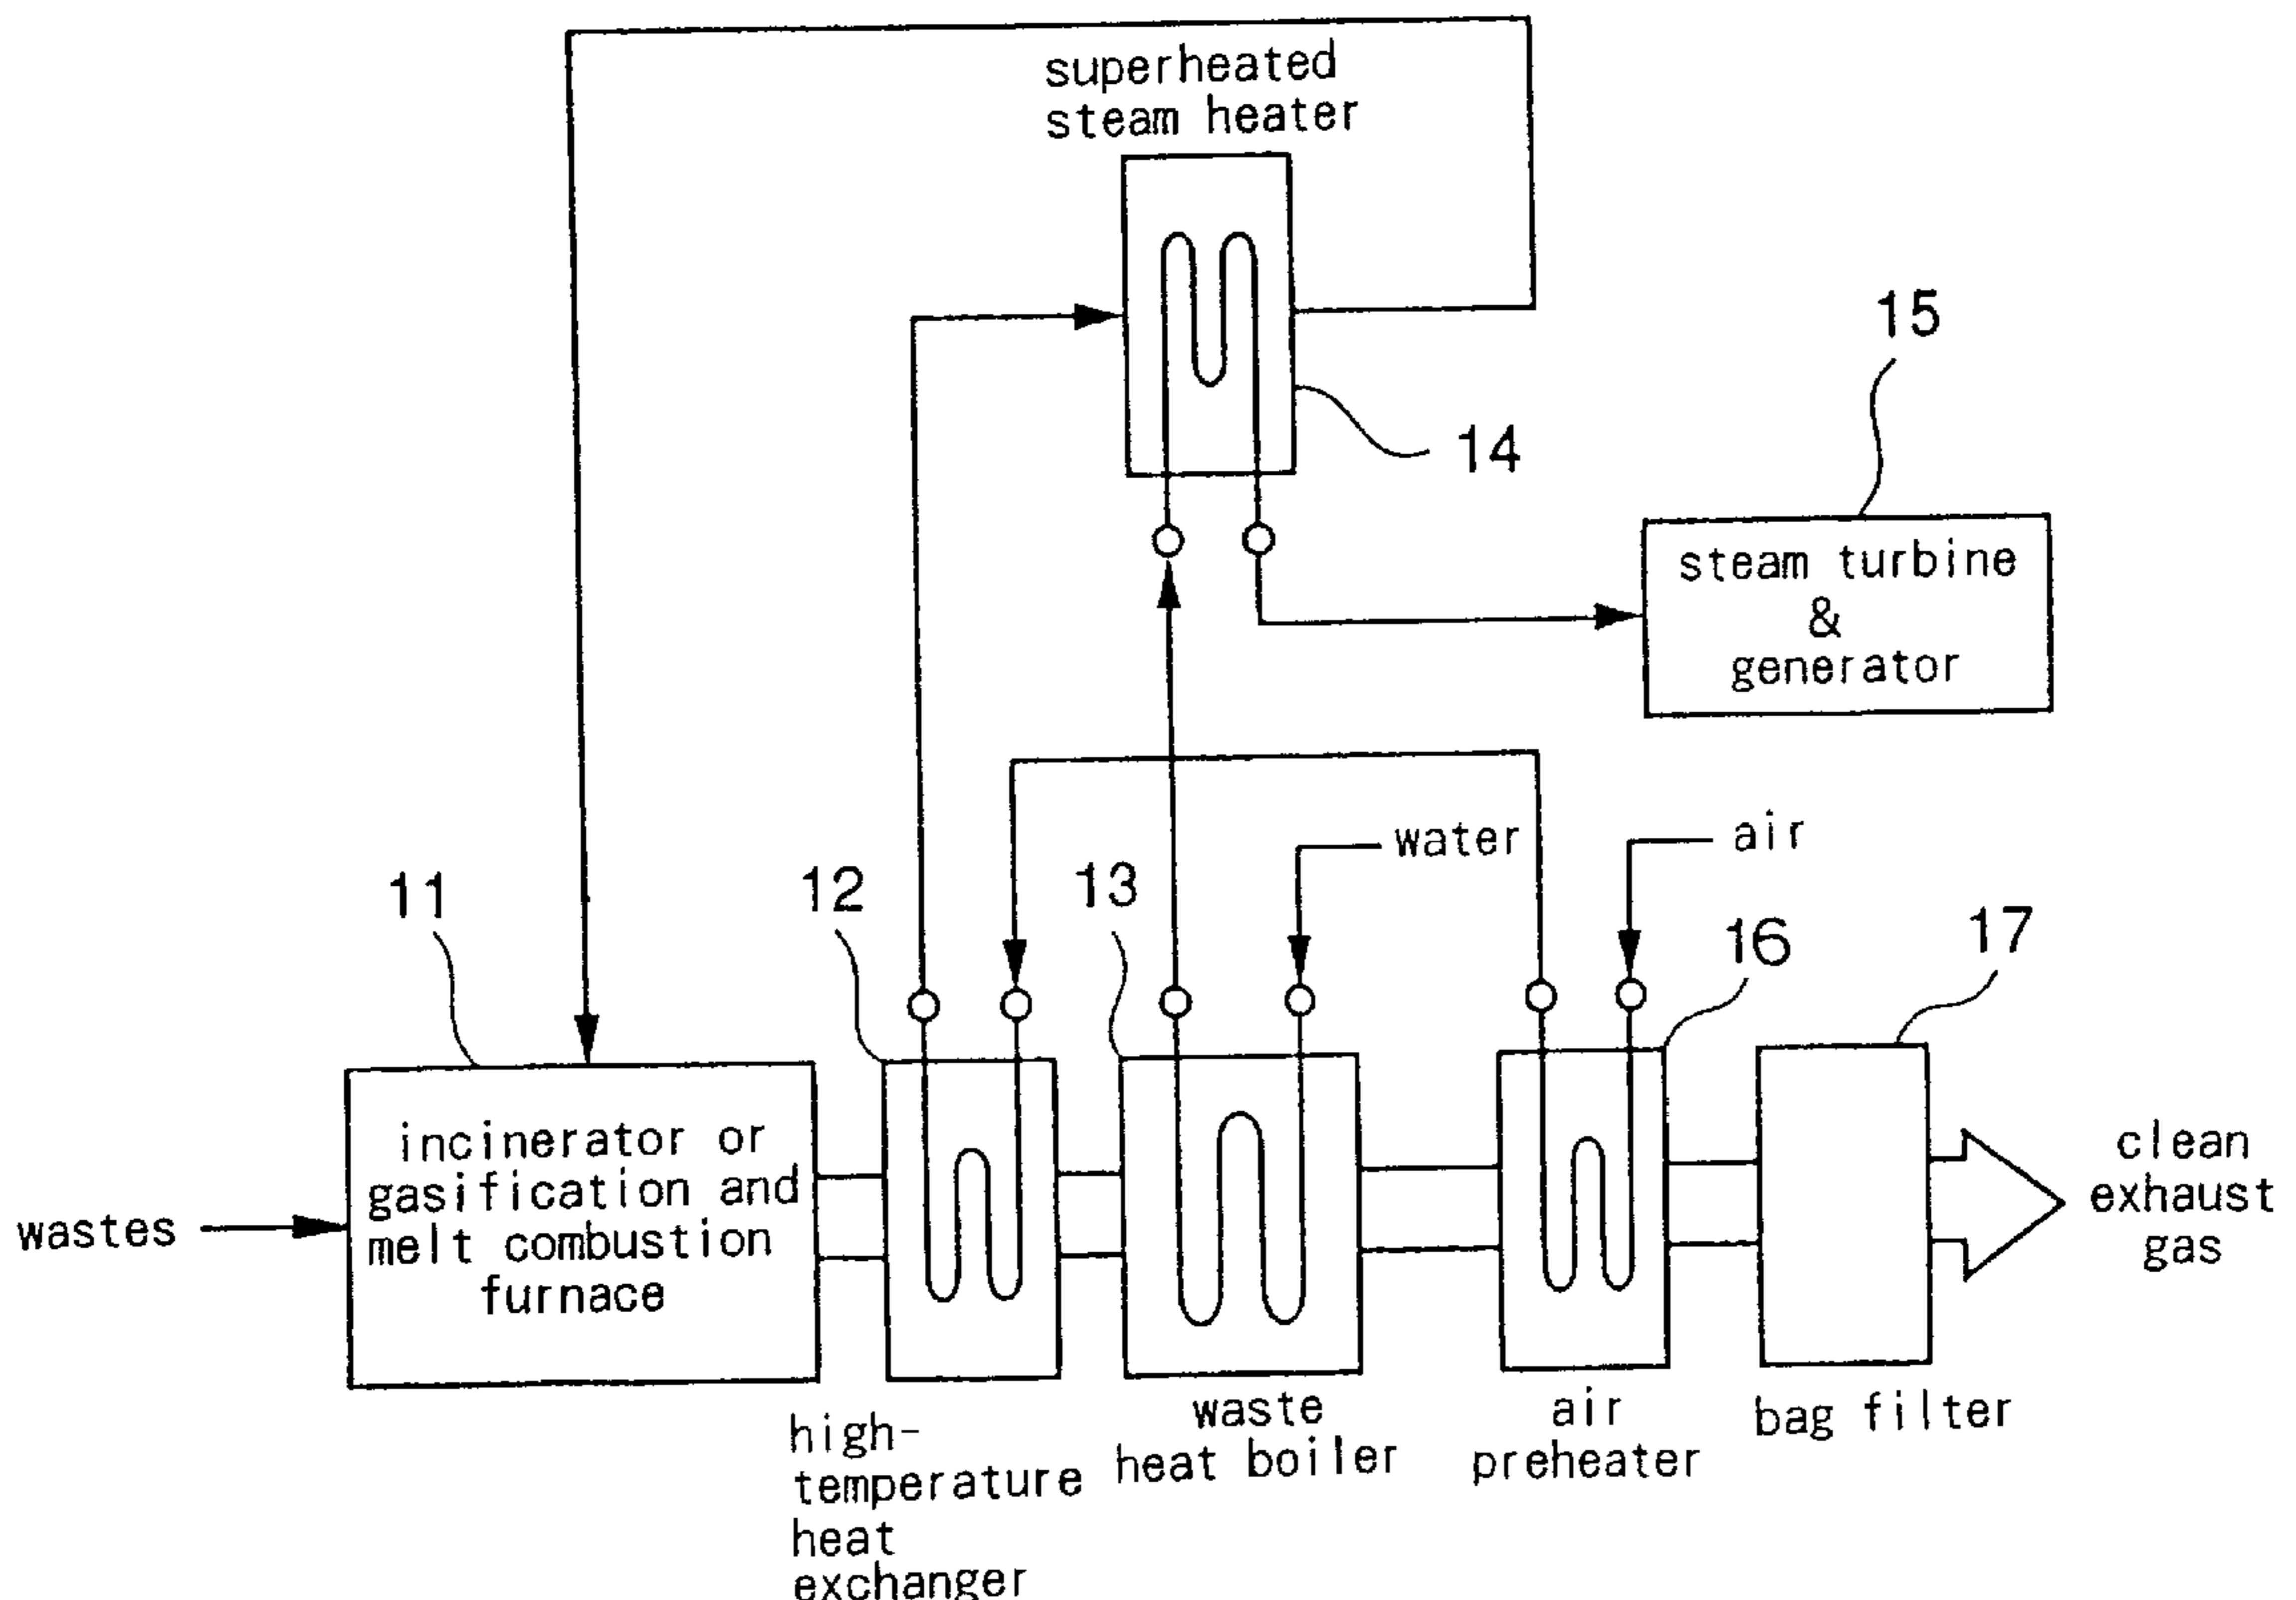 superheated
steam heater
15
14
steam turbine
&
generator
water
air
11
12
13
16
17
wastes
incinerator or
gasification and
melt combustion
furnace
clean
exhaust
gas
high-
temperature
heat
exchanger
waste
heat boiler
air
preheater
bag filter